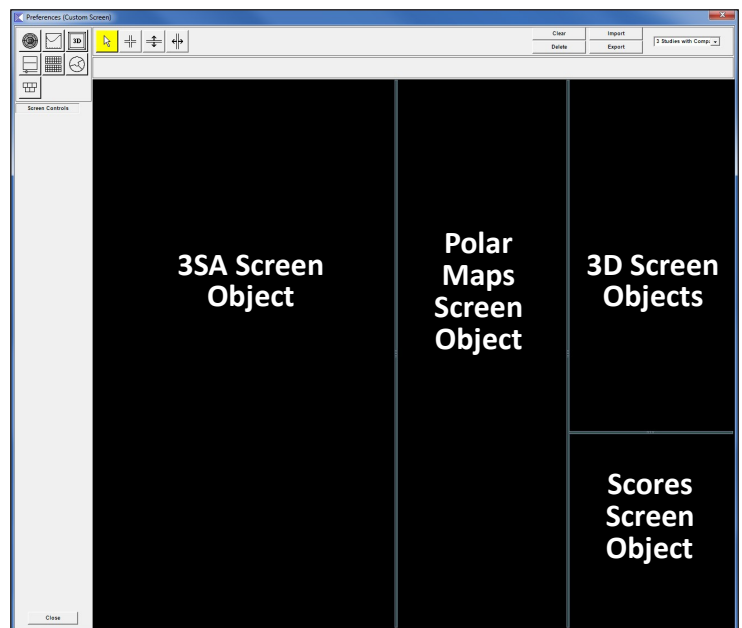 Preferences (Custom Screen)
3D
Clear
Import
Delete
Export
3 Studies with Comp:
Screen Controls
3SA Screen
Object
Polar
Maps
Screen
Object
3D Screen
Objects
Scores
Screen
Object
Close